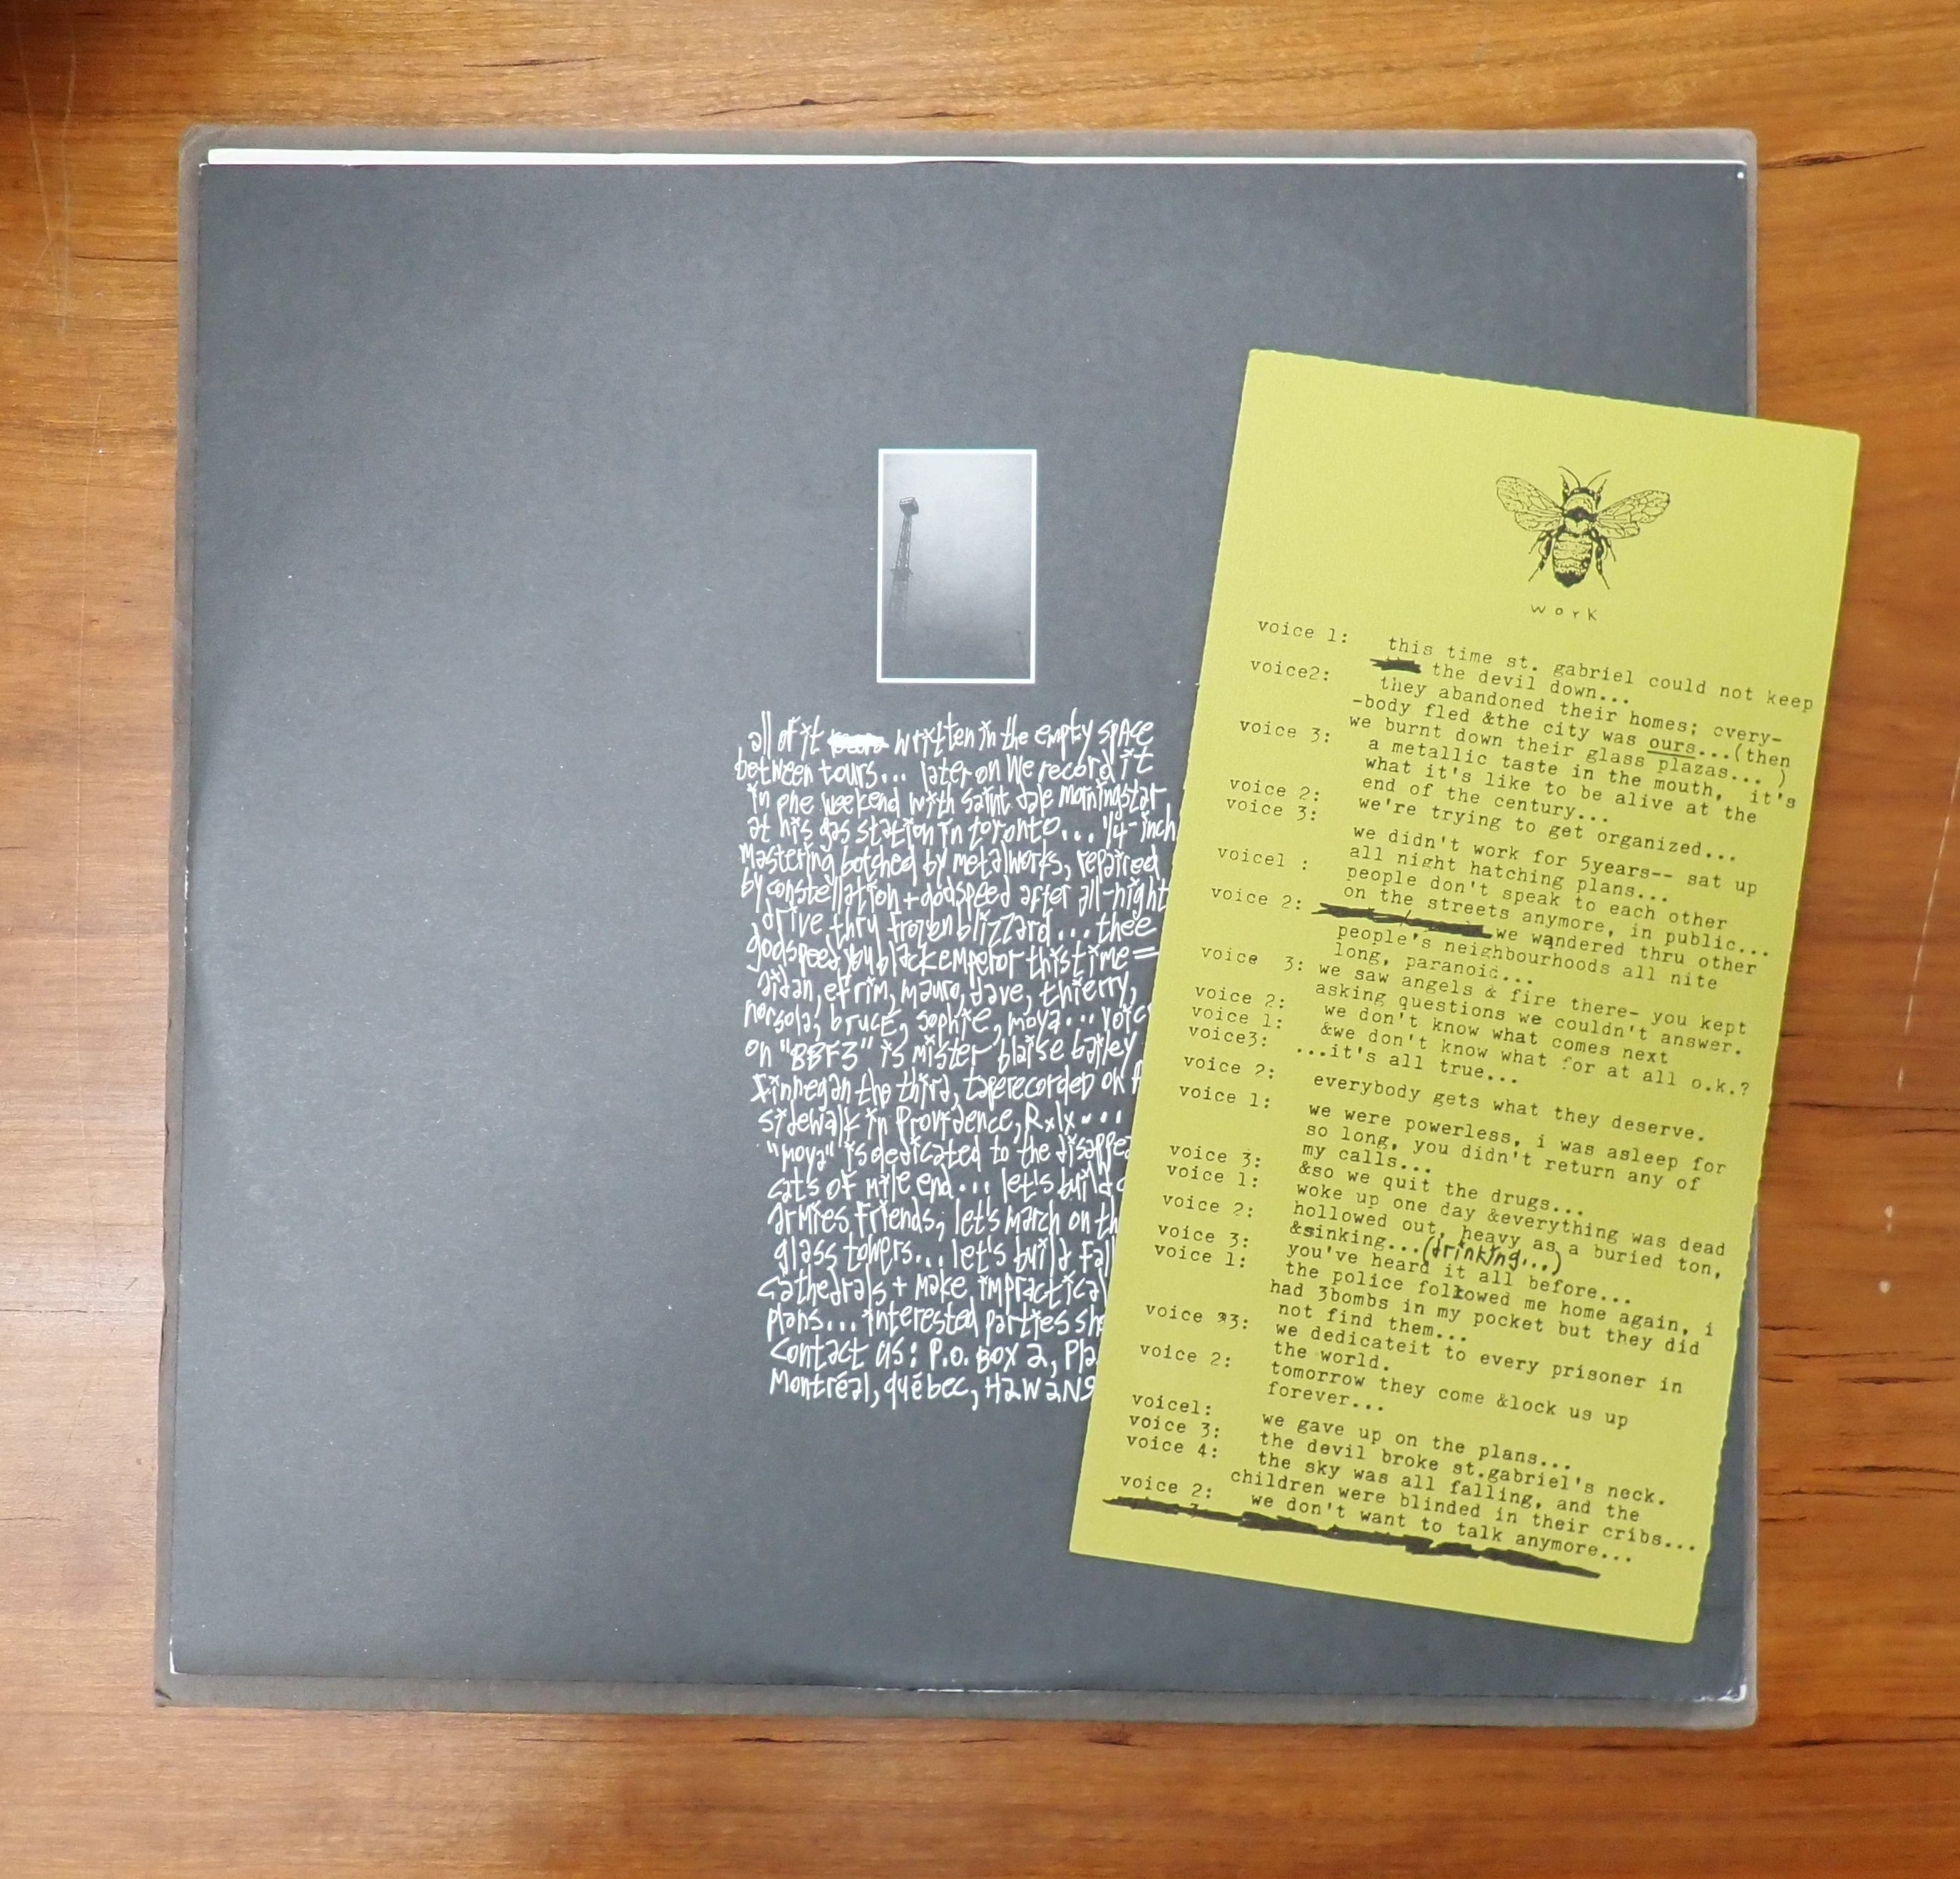 all of it written in the empty space
between tours... later on we record it
in one weekend with saint dale morningstar
at his gas station in toronto... 1/4-inch
mastering botched by metalworks, repaired
by constellation + godspeed after all-night
drive thru frozen blizzard... thee
godspeed you black emperor this time =
aidan, efrim, mauro, dave, thierry,
norsola, bruce, sophie, moya... voic
on "BBF3" is mister blaise bailey
finnegan the third, taperecorded on
sidewalk in Providence, R.I....
"moya" is dedicated to the disappe
cats of mile end... let's build
armies friends, let's march on th
glass towers... let's build fal
cathedrals + make impractical
plans... interested parties sh
contact us: P.O. Box 2, Pla
Montréal, québec, H2W 2N
work
voice 1: this time st. gabriel could not keep
the devil down...
voice2: they abandoned their homes; every-
-body fled &the city was ours...(then
we burnt down their glass plazas... )
voice 3: a metallic taste in the mouth, it's
what it's like to be alive at the
end of the century...
voice 2: we're trying to get organized...
voice 3: we didn't work for 5years-- sat up
all night hatching plans...
voice1 : people don't speak to each other
on the streets anymore, in public...
voice 2: we wandered thru other
people's neighbourhoods all nite
long, paranoid...
voice 3: we saw angels & fire there- you kept
asking questions we couldn't answer.
voice 2: we don't know what comes next
voice 1: &we don't know what for at all o.k.?
voice3: ...it's all true...
voice 2: everybody gets what they deserve.
voice 1: we were powerless, i was asleep for
so long, you didn't return any of
my calls...
voice 3: &so we quit the drugs...
voice 1: woke up one day &everything was dead
voice 2: hollowed out, heavy as a buried ton,
&sinking...(drinking...)
voice 3: you've heard it all before...
voice 1: the police followed me home again, i
had 3bombs in my pocket but they did
not find them...
voice 3: we dedicateit to every prisoner in
the world.
voice 2: tomorrow they come &lock us up
forever...
voice1: we gave up on the plans...
voice 3: the devil broke st.gabriel's neck.
voice 4: the sky was all falling, and the
children were blinded in their cribs...
voice 2: we don't want to talk anymore...